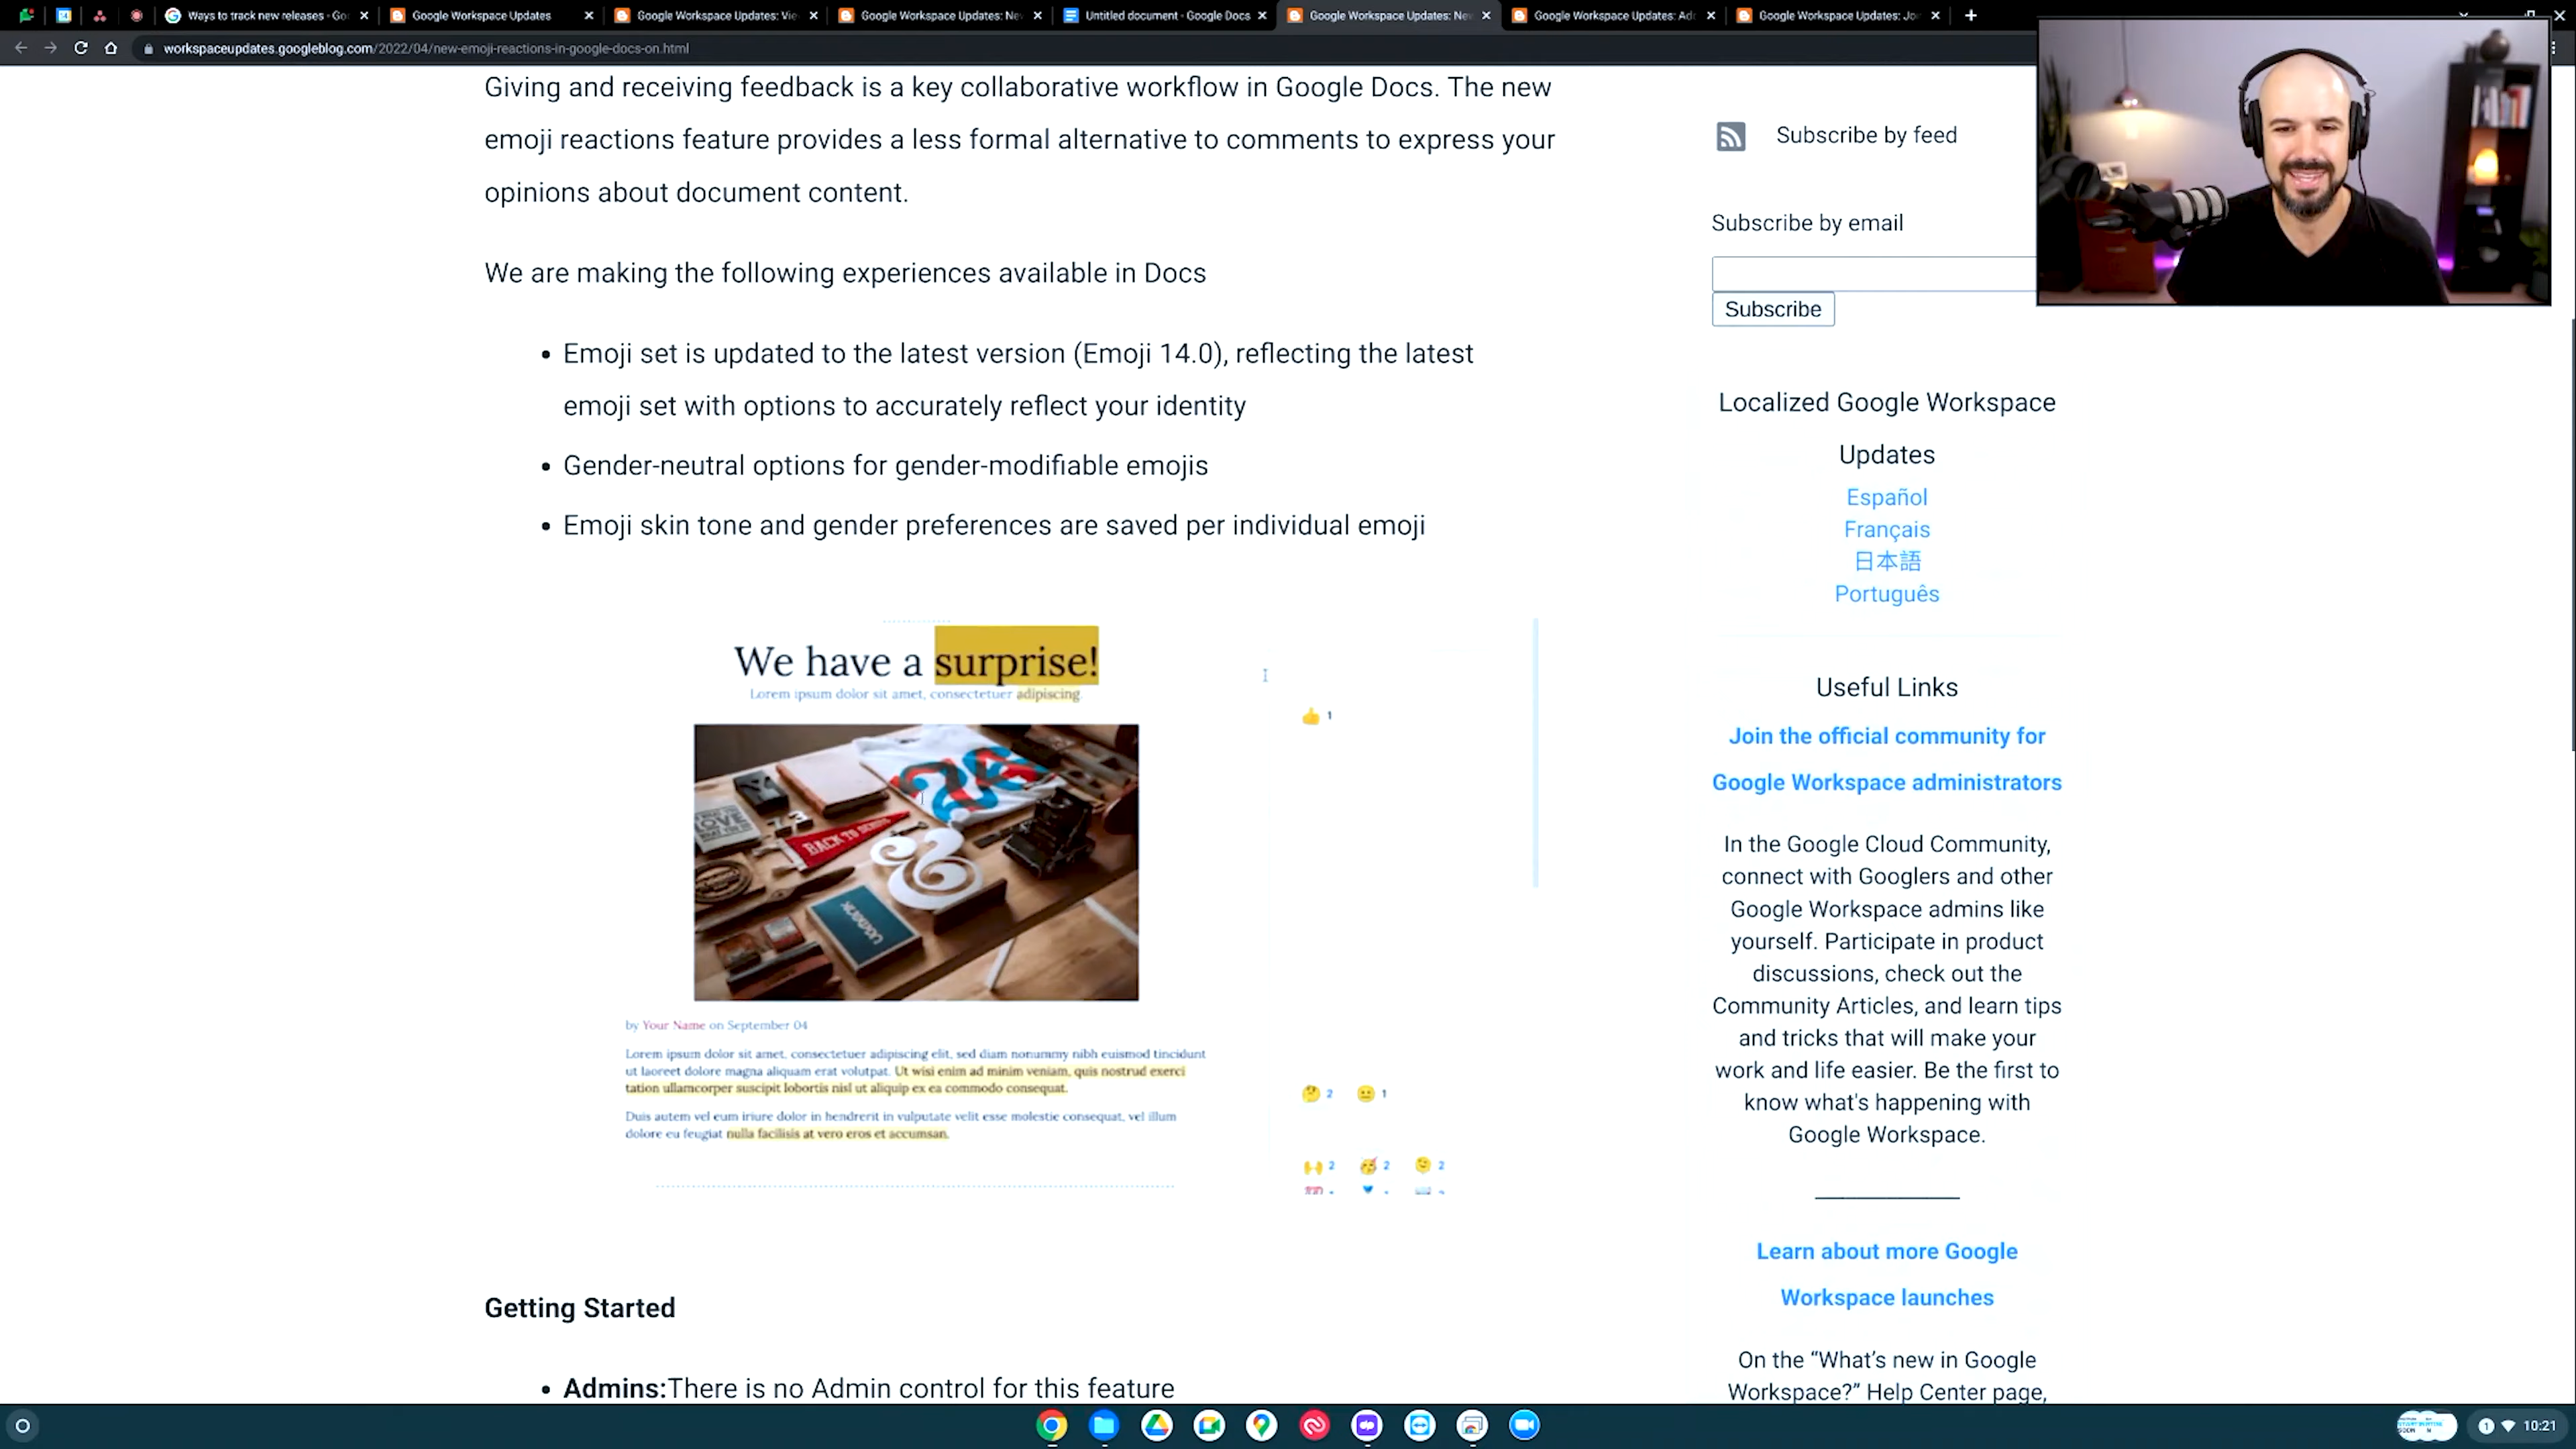 Ways to track new releases - Go
Google Workspace Updates
Google Workspace Updates: Vie
Google Workspace Updates: Ne
Untitled document - Google Docs
Google Workspace Updates: Ne
Google Workspace Updates: Ad
Google Workspace Updates: Jo
workspaceupdates.googleblog.com/2022/04/new-emoji-reactions-in-google-docs-on.html
Giving and receiving feedback is a key collaborative workflow in Google Docs. The new
emoji reactions feature provides a less formal alternative to comments to express your
opinions about document content.
We are making the following experiences available in Docs
• Emoji set is updated to the latest version (Emoji 14.0), reflecting the latest
emoji set with options to accurately reflect your identity
• Gender-neutral options for gender-modifiable emojis
• Emoji skin tone and gender preferences are saved per individual emoji
We have a surprise!
Lorem ipsum dolor sit amet, consectetuer adipiscing.
👍 1
LOVE
BACK TO
by Your Name on September 04
Lorem ipsum dolor sit amet, consectetuer adipiscing elit, sed diam nonummy nibh euismod tincidunt
ut laoreet dolore magna aliquam erat volutpat. Ut wisi enim ad minim veniam, quis nostrud exerci
tation ullamcorper suscipit lobortis nisl ut aliquip ex ea commodo consequat.
Duis autem vel eum iriure dolor in hendrerit in vulputate velit esse molestie consequat, vel illum
dolore eu feugiat nulla facilisis at vero eros et accumsan.
2 1
2 2 2
Getting Started
• Admins:There is no Admin control for this feature
Subscribe by feed
Subscribe by email
Subscribe
Localized Google Workspace
Updates
Español
Français
日本語
Português
Useful Links
Join the official community for
Google Workspace administrators
In the Google Cloud Community,
connect with Googlers and other
Google Workspace admins like
yourself. Participate in product
discussions, check out the
Community Articles, and learn tips
and tricks that will make your
work and life easier. Be the first to
know what's happening with
Google Workspace.
Learn about more Google
Workspace launches
On the “What’s new in Google
Workspace?” Help Center page,
1 10:21